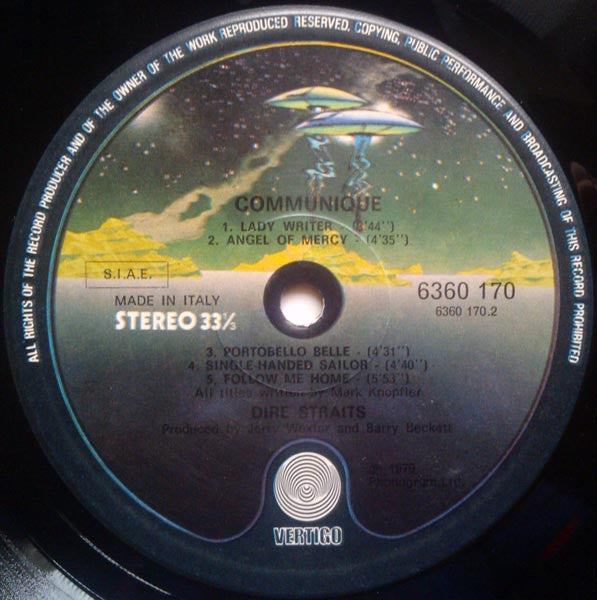 ALL RIGHTS OF THE RECORD PRODUCER AND OF THE OWNER OF THE WORK REPRODUCED RESERVED. COPYING, PUBLIC PERFORMANCE AND BROADCASTING OF THIS RECORD PROHIBITED
COMMUNIQUE
1. LADY WRITER - (3'44'')
2. ANGEL OF MERCY - (4'35'')
S.I.A.E.
MADE IN ITALY
STEREO 33⅓
6360 170
6360 170.2
3. PORTOBELLO BELLE - (4'31'')
4. SINGLE-HANDED SAILOR - (4'40'')
5. FOLLOW ME HOME - (5'53'')
All titles written by Mark Knopfler
DIRE STRAITS
Produced by Jerry Wexler and Barry Beckett
℗ 1979
Phonogram Ltd.
VERTIGO